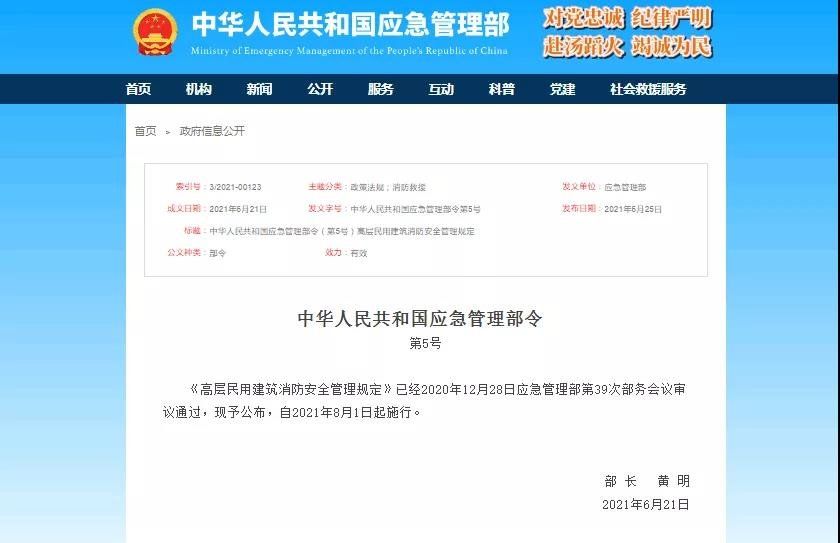 中华人民共和国应急管理部
Ministry of Emergency Management of the People's Republic of China
对党忠诚 纪律严明
赴汤蹈火 竭诚为民
首页 机构 新闻 公开 服务 互动 科普 党建 社会救援服务
首页 > 政府信息公开
索引号：3/2021-00123 主题分类：政策法规；消防救援 发文单位：应急管理部
成文日期：2021年6月21日 发文字号：中华人民共和国应急管理部令第5号 发布日期：2021年6月25日
标题：中华人民共和国应急管理部令（第5号）高层民用建筑消防安全管理规定
公文种类：部令 效力：有效
中华人民共和国应急管理部令
第5号
《高层民用建筑消防安全管理规定》已经2020年12月28日应急管理部第39次部务会议审
议通过，现予公布，自2021年8月1日起施行。
部 长 黄 明
2021年6月21日